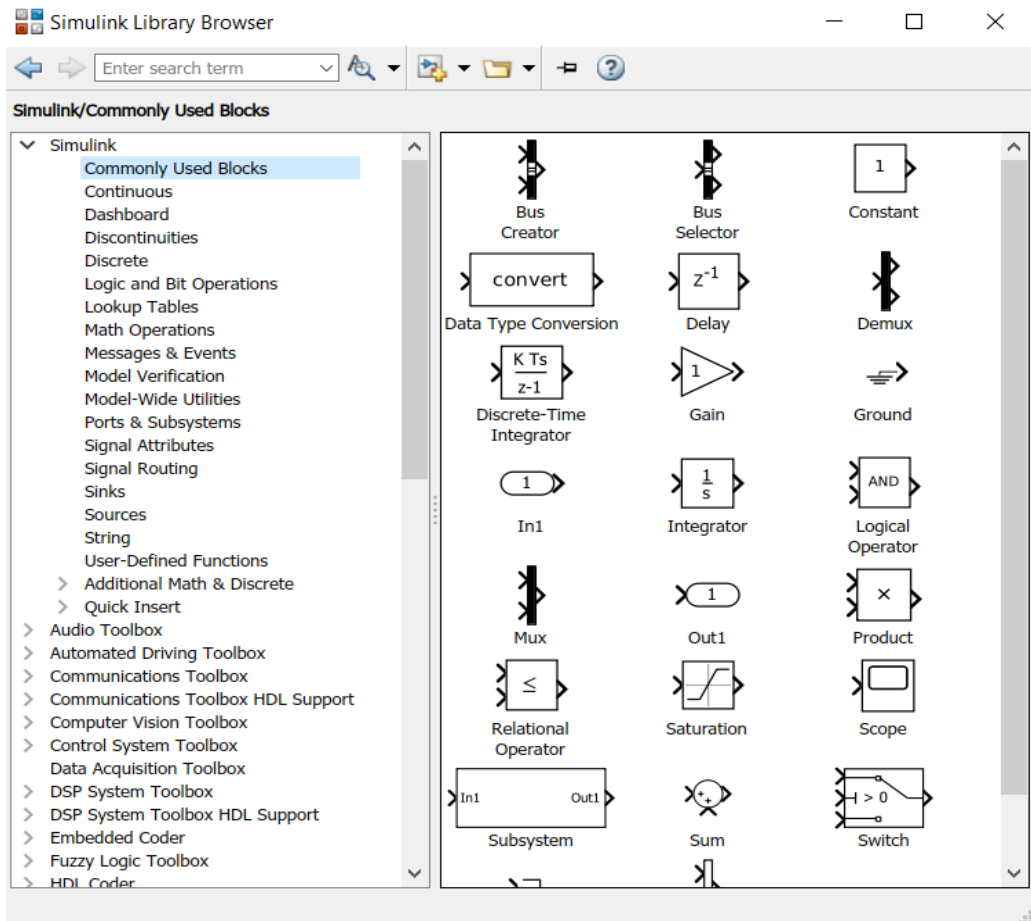 Simulink Library Browser
Enter search term
Simulink/Commonly Used Blocks
Simulink
Commonly Used Blocks
Continuous
Dashboard
Discontinuities
Discrete
Logic and Bit Operations
Lookup Tables
Math Operations
Messages & Events
Model Verification
Model-Wide Utilities
Ports & Subsystems
Signal Attributes
Signal Routing
Sinks
Sources
String
User-Defined Functions
Additional Math & Discrete
Quick Insert
Audio Toolbox
Automated Driving Toolbox
Communications Toolbox
Communications Toolbox HDL Support
Computer Vision Toolbox
Control System Toolbox
Data Acquisition Toolbox
DSP System Toolbox
DSP System Toolbox HDL Support
Embedded Coder
Fuzzy Logic Toolbox
HDL Coder
Bus
Creator
Bus
Selector
1
Constant
convert
Data Type Conversion
z⁻¹
Delay
Demux
K Ts
z-1
Discrete-Time
Integrator
1
Gain
Ground
1
In1
1
s
Integrator
AND
Logical
Operator
Mux
1
Out1
×
Product
≤
Relational
Operator
Saturation
Scope
In1 Out1
Subsystem
+
+
Sum
> 0
Switch